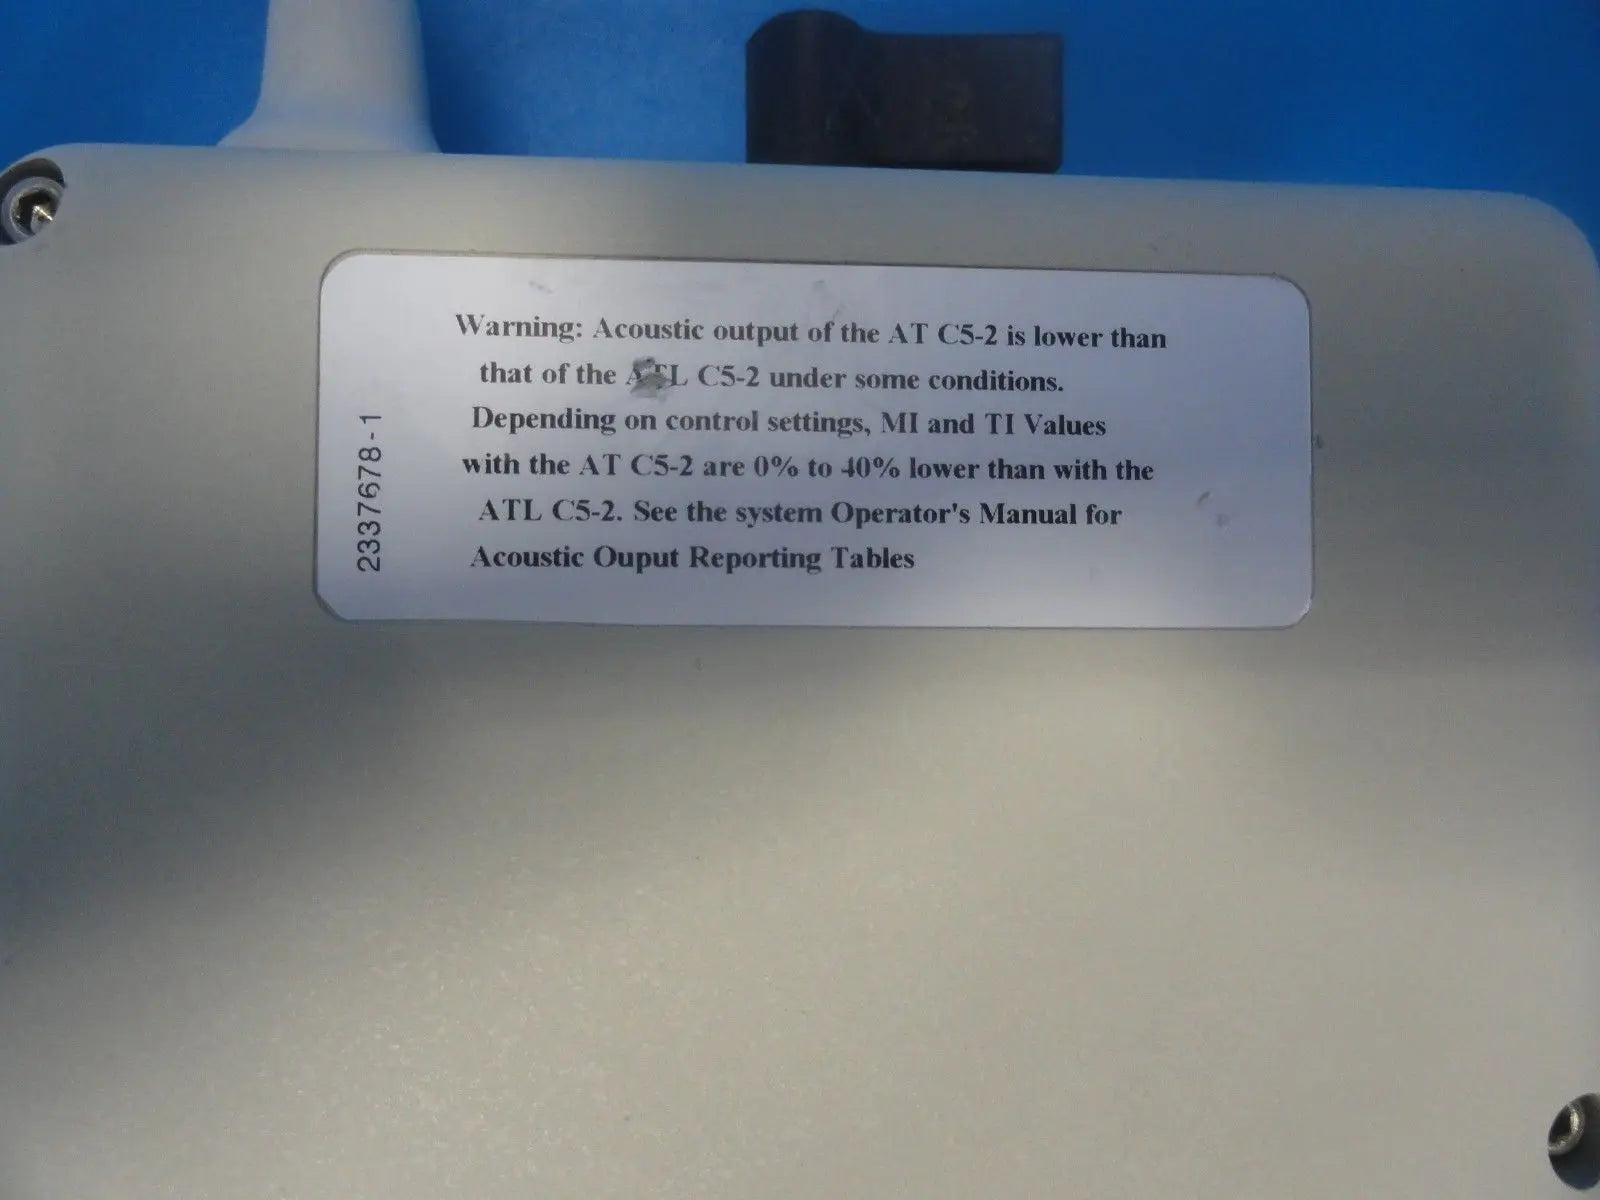 Warning: Acoustic output of the AT C5-2 is lower than
that of the ATL C5-2 under some conditions.
Depending on control settings, MI and TI Values
with the AT C5-2 are 0% to 40% lower than with the
ATL C5-2. See the system Operator's Manual for
Acoustic Ouput Reporting Tables
2337678-1